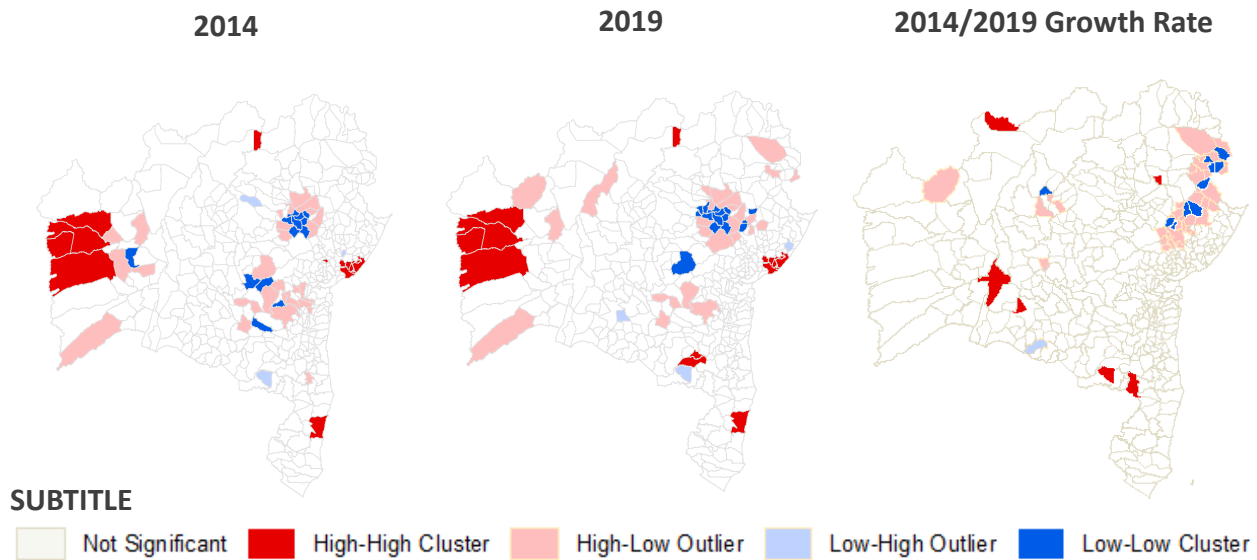 2014
2019
2014/2019 Growth Rate
SUBTITLE
Not Significant
High-High Cluster
High-Low Outlier
Low-High Outlier
Low-Low Cluster